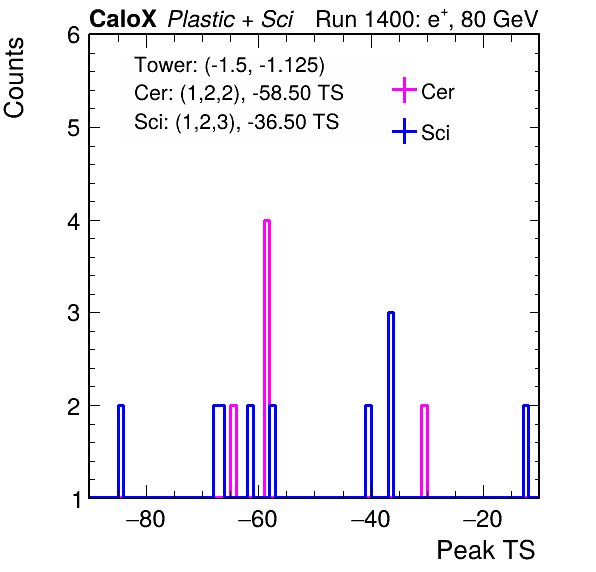 CaloX Plastic + Sci Run 1400: e+, 80 GeV
Tower: (-1.5, -1.125)
Cer: (1,2,2), -58.50 TS
Sci: (1,2,3), -36.50 TS
Cer
Sci
Counts
6
5
4
3
2
1
−80 −60 −40 −20
Peak TS